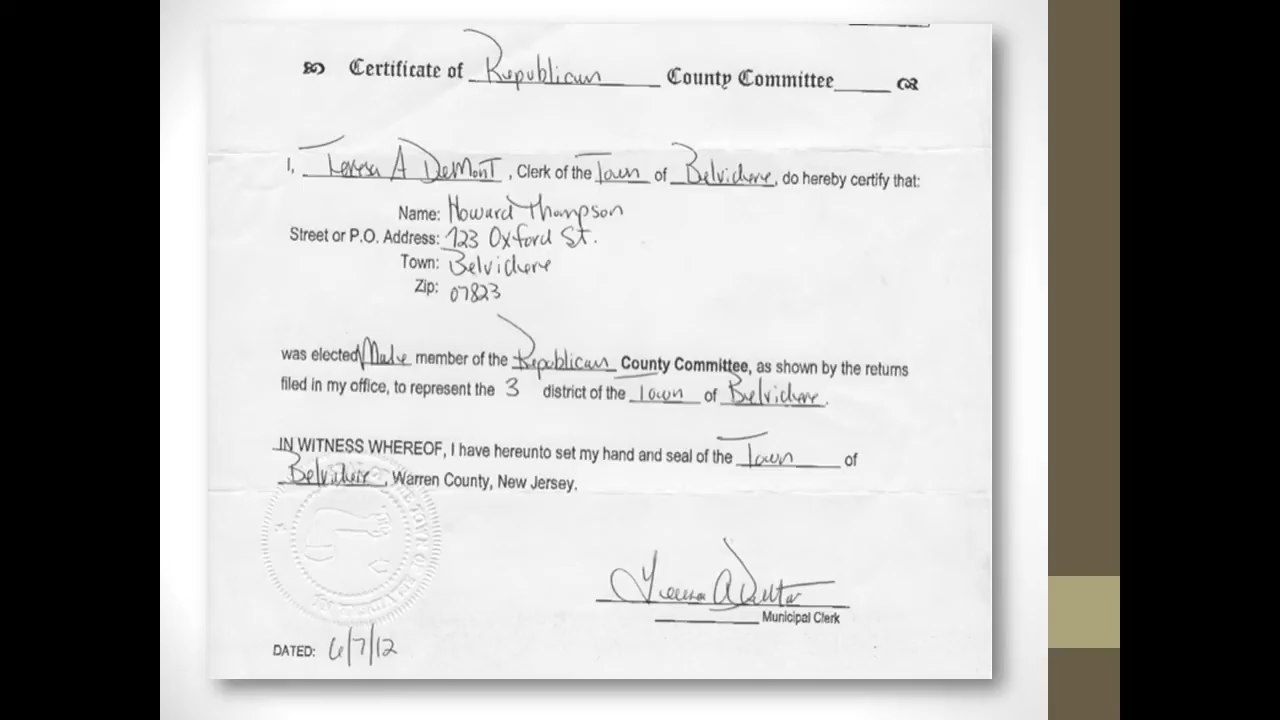 Certificate of Republican County Committee
I, Teresa A DeMont, Clerk of the Town of Belvidere, do hereby certify that:
Name: Howard Thompson
Street or P.O. Address: 723 Oxford St.
Town: Belvidere
Zip: 07823
was elected Male member of the Republican County Committee, as shown by the returns
filed in my office, to represent the 3 district of the Town of Belvidere.
IN WITNESS WHEREOF, I have hereunto set my hand and seal of the Town of
Belvidere, Warren County, New Jersey.
Municipal Clerk
DATED: 6/7/12